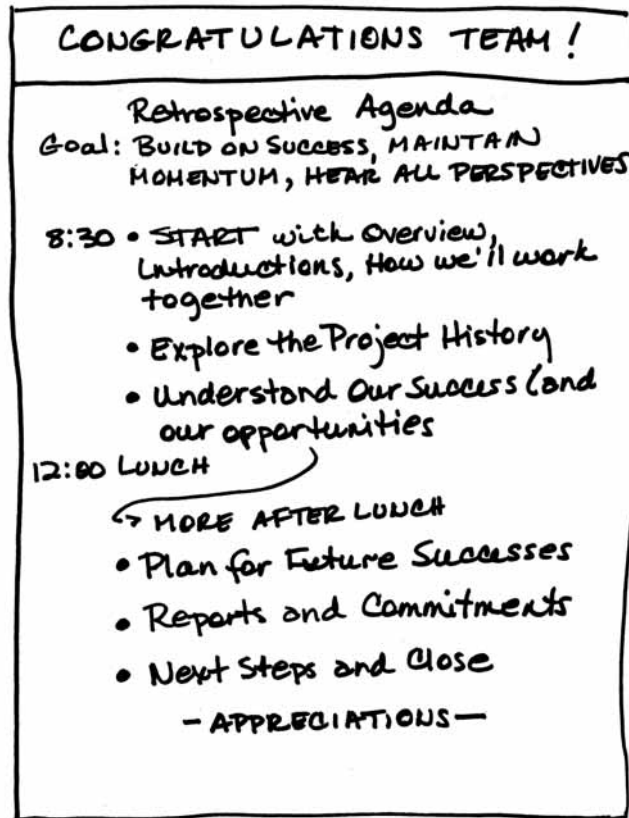 CONGRATULATIONS TEAM!
Retrospective Agenda
Goal: BUILD ON SUCCESS, MAINTAIN
MOMENTUM, HEAR ALL PERSPECTIVES
8:30 • START with Overview,
Introductions, How we'll work
together
• Explore the Project History
• Understand Our Success (and
our opportunities
12:00 LUNCH
↪ MORE AFTER LUNCH
• Plan for Future Successes
• Reports and Commitments
• Next Steps and Close
- APPRECIATIONS -